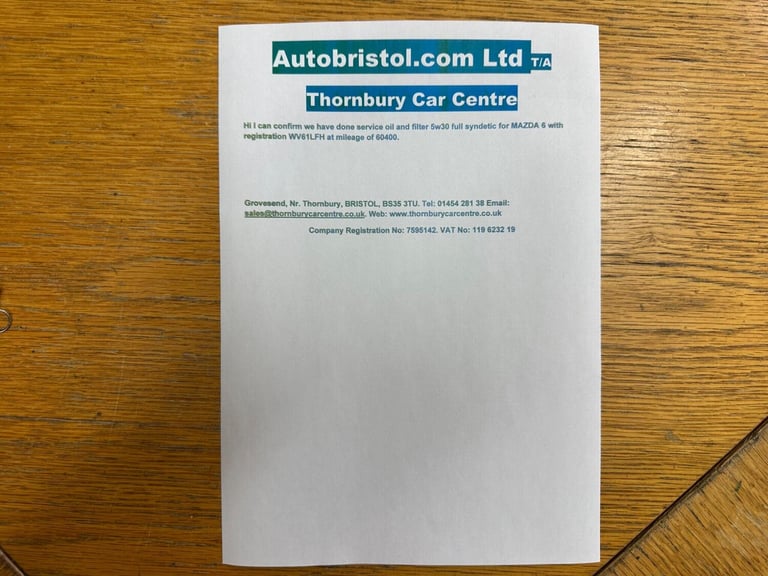 Autobristol.com Ltd T/A
Thornbury Car Centre
Hi I can confirm we have done service oil and filter 5w30 full syndetic for MAZDA 6 with
registration WV61LFH at mileage of 60400.
Grovesend, Nr. Thornbury, BRISTOL, BS35 3TU. Tel: 01454 281 38 Email:
sales@thornburycarcentre.co.uk. Web: www.thornburycarcentre.co.uk
Company Registration No: 7595142. VAT No: 119 6232 19